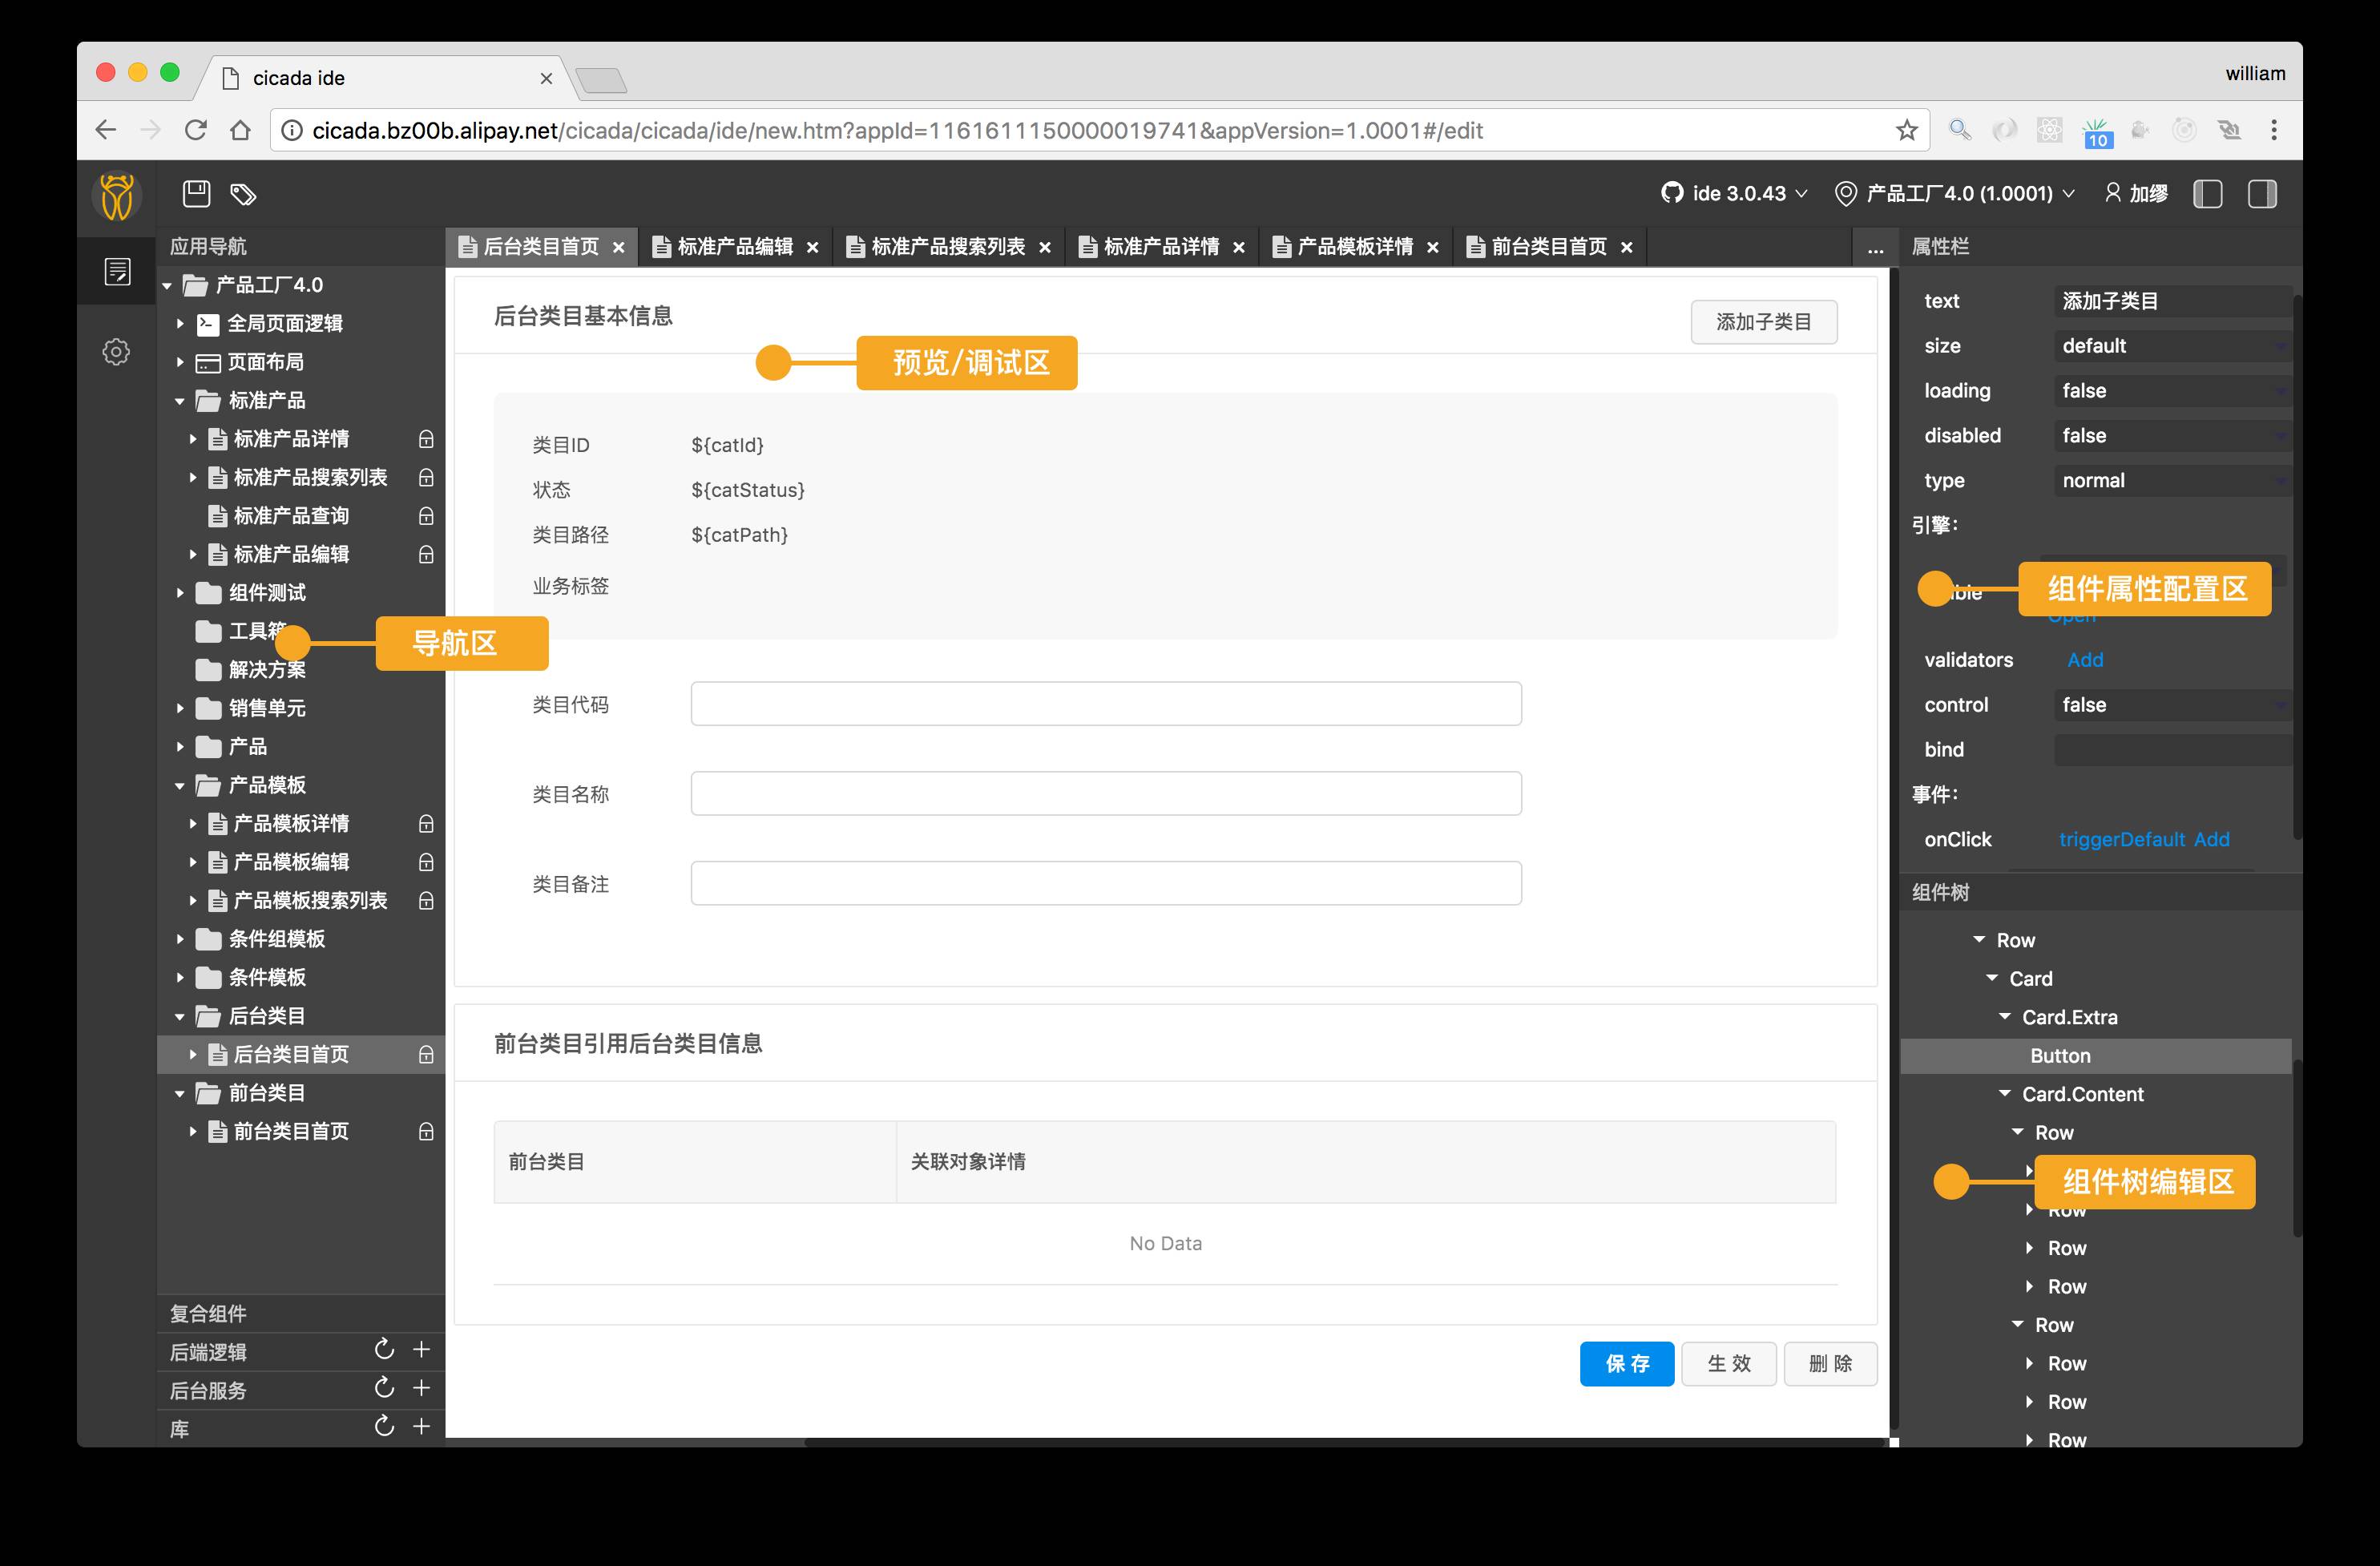 cicada ide
william
cicada.bz00b.alipay.net/cicada/cicada/ide/new.htm?appId=1161611150000019741&appVersion=1.0001#/edit
10
ide 3.0.43
产品工厂4.0 (1.0001)
加缪
应用导航
产品工厂4.0
全局页面逻辑
页面布局
标准产品
标准产品详情
标准产品搜索列表
标准产品查询
标准产品编辑
组件测试
工具箱
导航区
解决方案
销售单元
产品
产品模板
产品模板详情
产品模板编辑
产品模板搜索列表
条件组模板
条件模板
后台类目
后台类目首页
前台类目
前台类目首页
复合组件
后端逻辑
后台服务
库
后台类目首页
标准产品编辑
标准产品搜索列表
标准产品详情
产品模板详情
前台类目首页
...
后台类目基本信息
添加子类目
预览/调试区
类目ID ${catId}
状态 ${catStatus}
类目路径 ${catPath}
业务标签
类目代码
类目名称
类目备注
前台类目引用后台类目信息
前台类目 关联对象详情
No Data
保 存
生 效
删 除
属性栏
text 添加子类目
size default
loading false
disabled false
type normal
引擎:
组件属性配置区
Open
validators Add
control false
bind
事件:
onClick triggerDefault Add
组件树
Row
Card
Card.Extra
Button
Card.Content
Row
组件树编辑区
Row
Row
Row
Row
Row
Row
Row